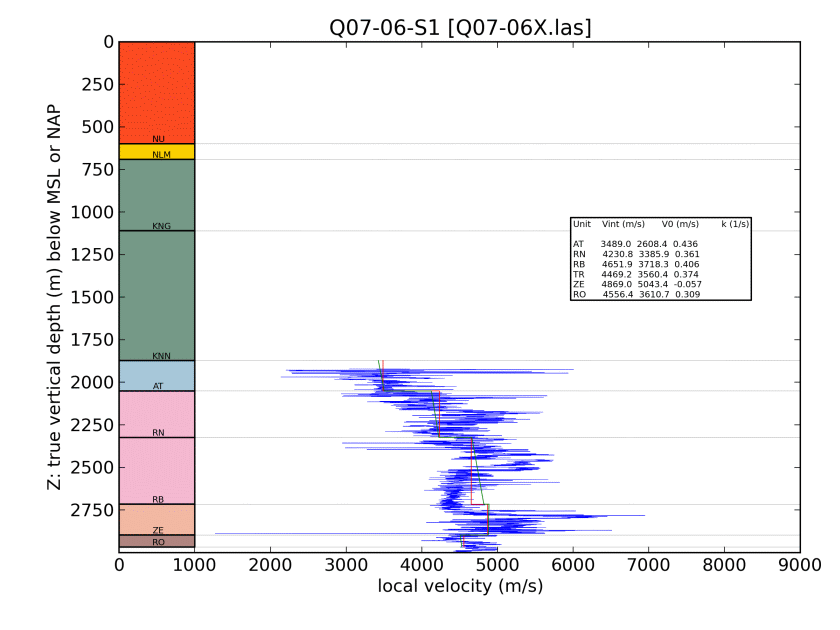 Q07-06-S1 [Q07-06X.las]
Z: true vertical depth (m) below MSL or NAP
0
250
500
750
1000
1250
1500
1750
2000
2250
2500
2750
NU
NLM
KNG
KNN
AT
RN
RB
ZE
RO
Unit Vint (m/s) V0 (m/s) k (1/s)
AT 3489.0 2608.4 0.436
RN 4230.8 3385.9 0.361
RB 4651.9 3718.3 0.406
TR 4469.2 3560.4 0.374
ZE 4869.0 5043.4 -0.057
RO 4556.4 3610.7 0.309
0 1000 2000 3000 4000 5000 6000 7000 8000 9000
local velocity (m/s)